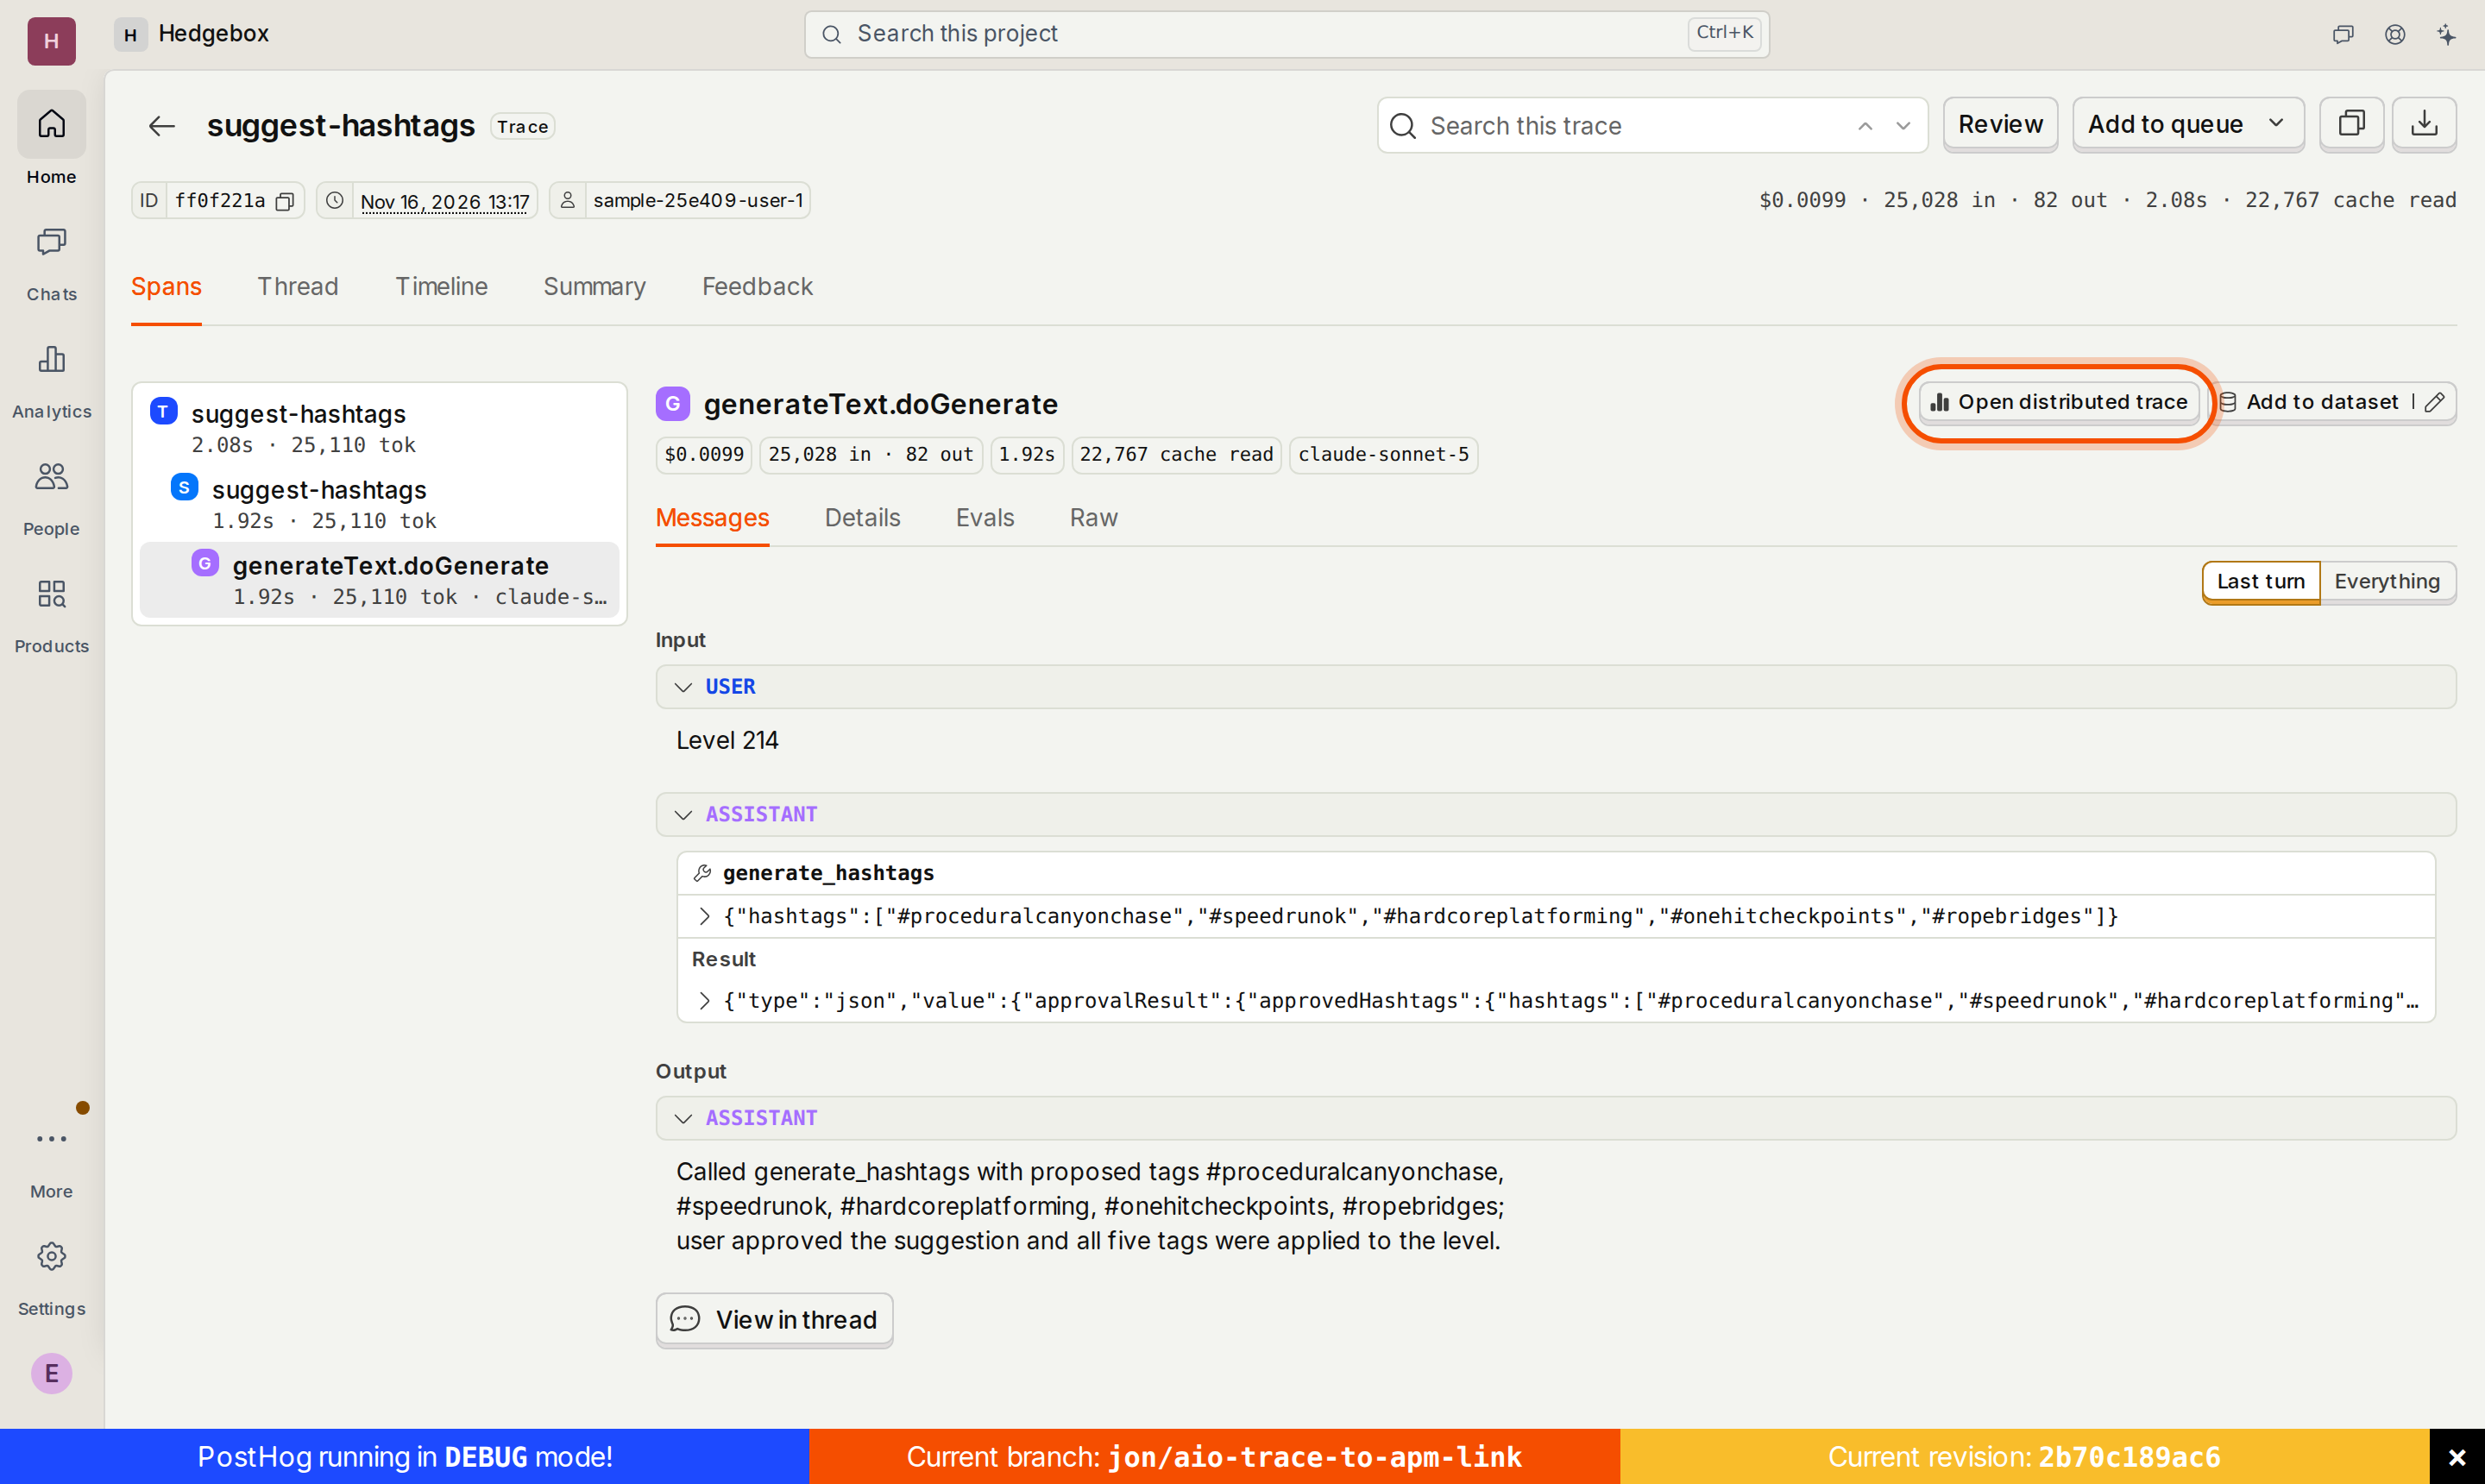 H
H Hedgebox
Search this project
Ctrl+K
Home
Chats
Analytics
People
Products
More
Settings
E
suggest-hashtags Trace
Search this trace
Review
Add to queue
ID ff0f221a
Nov 16, 2026 13:17
sample-25e409-user-1
$0.0099 · 25,028 in · 82 out · 2.08s · 22,767 cache read
Spans Thread Timeline Summary Feedback
T suggest-hashtags
2.08s · 25,110 tok
S suggest-hashtags
1.92s · 25,110 tok
G generateText.doGenerate
1.92s · 25,110 tok · claude-s…
G generateText.doGenerate
Open distributed trace
Add to dataset
$0.0099
25,028 in · 82 out
1.92s
22,767 cache read
claude-sonnet-5
Messages Details Evals Raw
Last turn Everything
Input
USER
Level 214
ASSISTANT
generate_hashtags
{"hashtags":["#proceduralcanyonchase","#speedrunok","#hardcoreplatforming","#onehitcheckpoints","#ropebridges"]}
Result
{"type":"json","value":{"approvalResult":{"approvedHashtags":{"hashtags":["#proceduralcanyonchase","#speedrunok","#hardcoreplatforming"…
Output
ASSISTANT
Called generate_hashtags with proposed tags #proceduralcanyonchase,
#speedrunok, #hardcoreplatforming, #onehitcheckpoints, #ropebridges;
user approved the suggestion and all five tags were applied to the level.
View in thread
PostHog running in DEBUG mode!
Current branch: jon/aio-trace-to-apm-link
Current revision: 2b70c189ac6